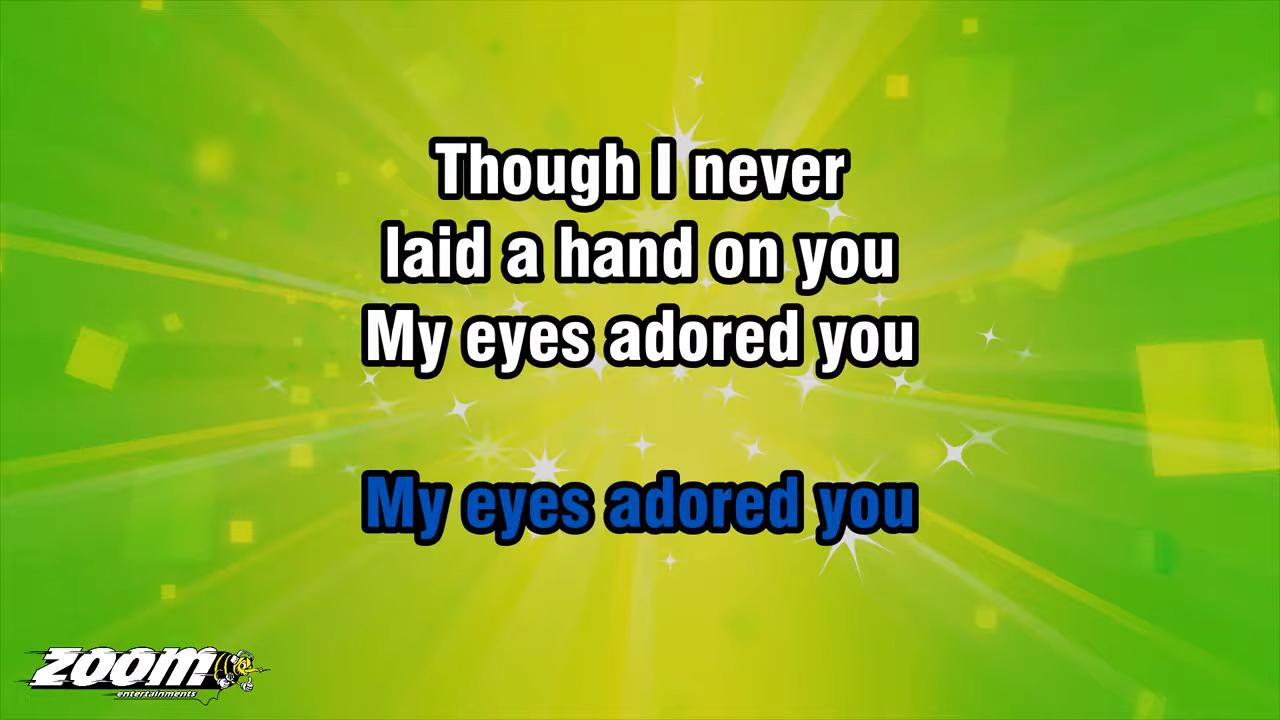 Though I never
laid a hand on you
My eyes adored you
My eyes adored you
zoom
entertainments